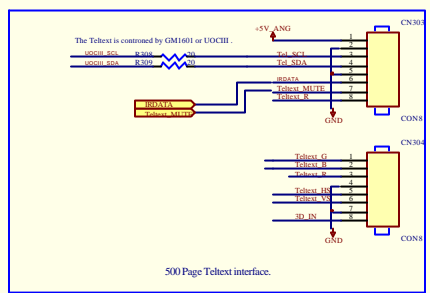 CN303
+5V_ANG
The Teltext is controned by GM1601 or UOCIII .
1
2
UOCIII_SCL R308 20 Tel_SCL 3
UOCIII_SDA R309 20 Tel_SDA 4
5
IRDATA 6
Teltext_MUTE 7
IRDATA Teltext_R 8
Teltext_MUTE
GND CON8
CN304
Teltext_G 1
Teltext_B 2
Teltext_R 3
4
Teltext_HS 5
Teltext_VS 6
7
3D_IN 8
GND CON8
500 Page Teltext interface.